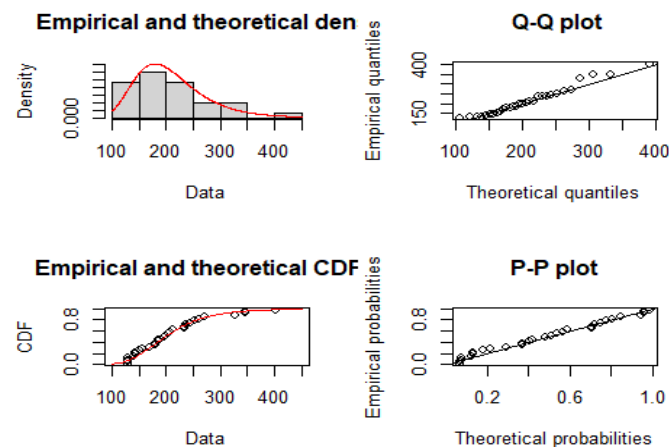 Empirical and theoretical den
Density
0.000
100 200 300 400
Data
Q-Q plot
Empirical quantiles
400
150
100 200 300 400
Theoretical quantiles
Empirical and theoretical CDF
CDF
0.8
0.0
100 200 300 400
Data
P-P plot
Empirical probabilities
0.8
0.0
0.2 0.6 1.0
Theoretical probabilities